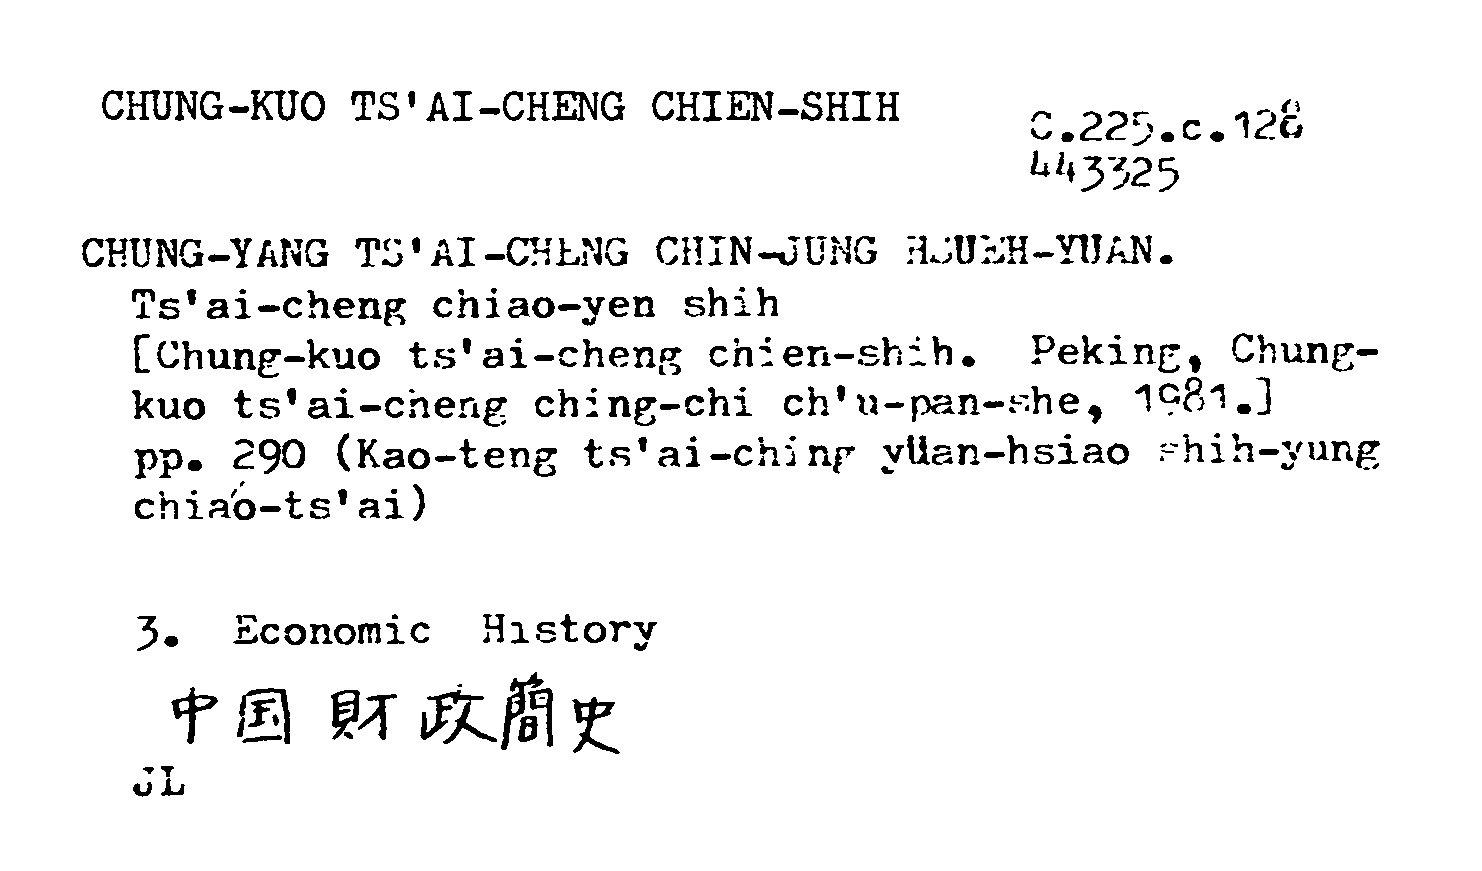 CHUNG-KUO TS'AI-CHENG CHIEN-SHIH
C.225.c.128
443325
CHUNG-YANG TS'AI-CHENG CHIN-JUNG HSUEH-YUAN.
Ts'ai-cheng chiao-yen shih
[Chung-kuo ts'ai-cheng chien-shih. Peking, Chung-
kuo ts'ai-cheng ching-chi ch'u-pan-she, 1981.]
pp. 290 (Kao-teng ts'ai-ching yüan-hsiao shih-yung
chiao-ts'ai)
3. Economic History
中国財政簡史
JL